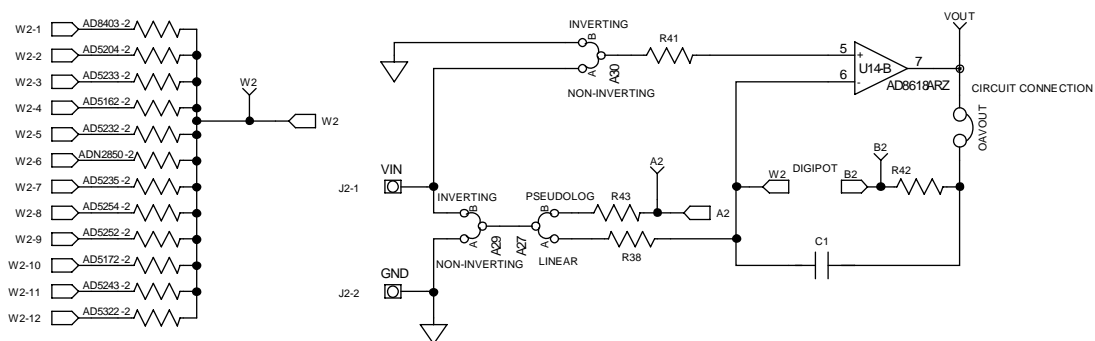 W2-1 AD8403-2
W2-2 AD5204-2
W2-3 AD5233-2
W2-4 AD5162-2
W2-5 AD5232-2
W2-6 ADN2850-2
W2-7 AD5235-2
W2-8 AD5254-2
W2-9 AD5252-2
W2-10 AD5172-2
W2-11 AD5243-2
W2-12 AD5322-2
W2
W2
INVERTING
B
A
A30
NON-INVERTING
R41
5
+
6
-
U14-B
7
AD8618ARZ
VOUT
CIRCUIT CONNECTION
OAVOUT
J2-1
VIN
INVERTING
B
A
A29
NON-INVERTING
PSEUDOLOG
B
A
A27
LINEAR
R43
A2
A2
R38
W2
DIGIPOT
B2
B2
R42
C1
J2-2
GND